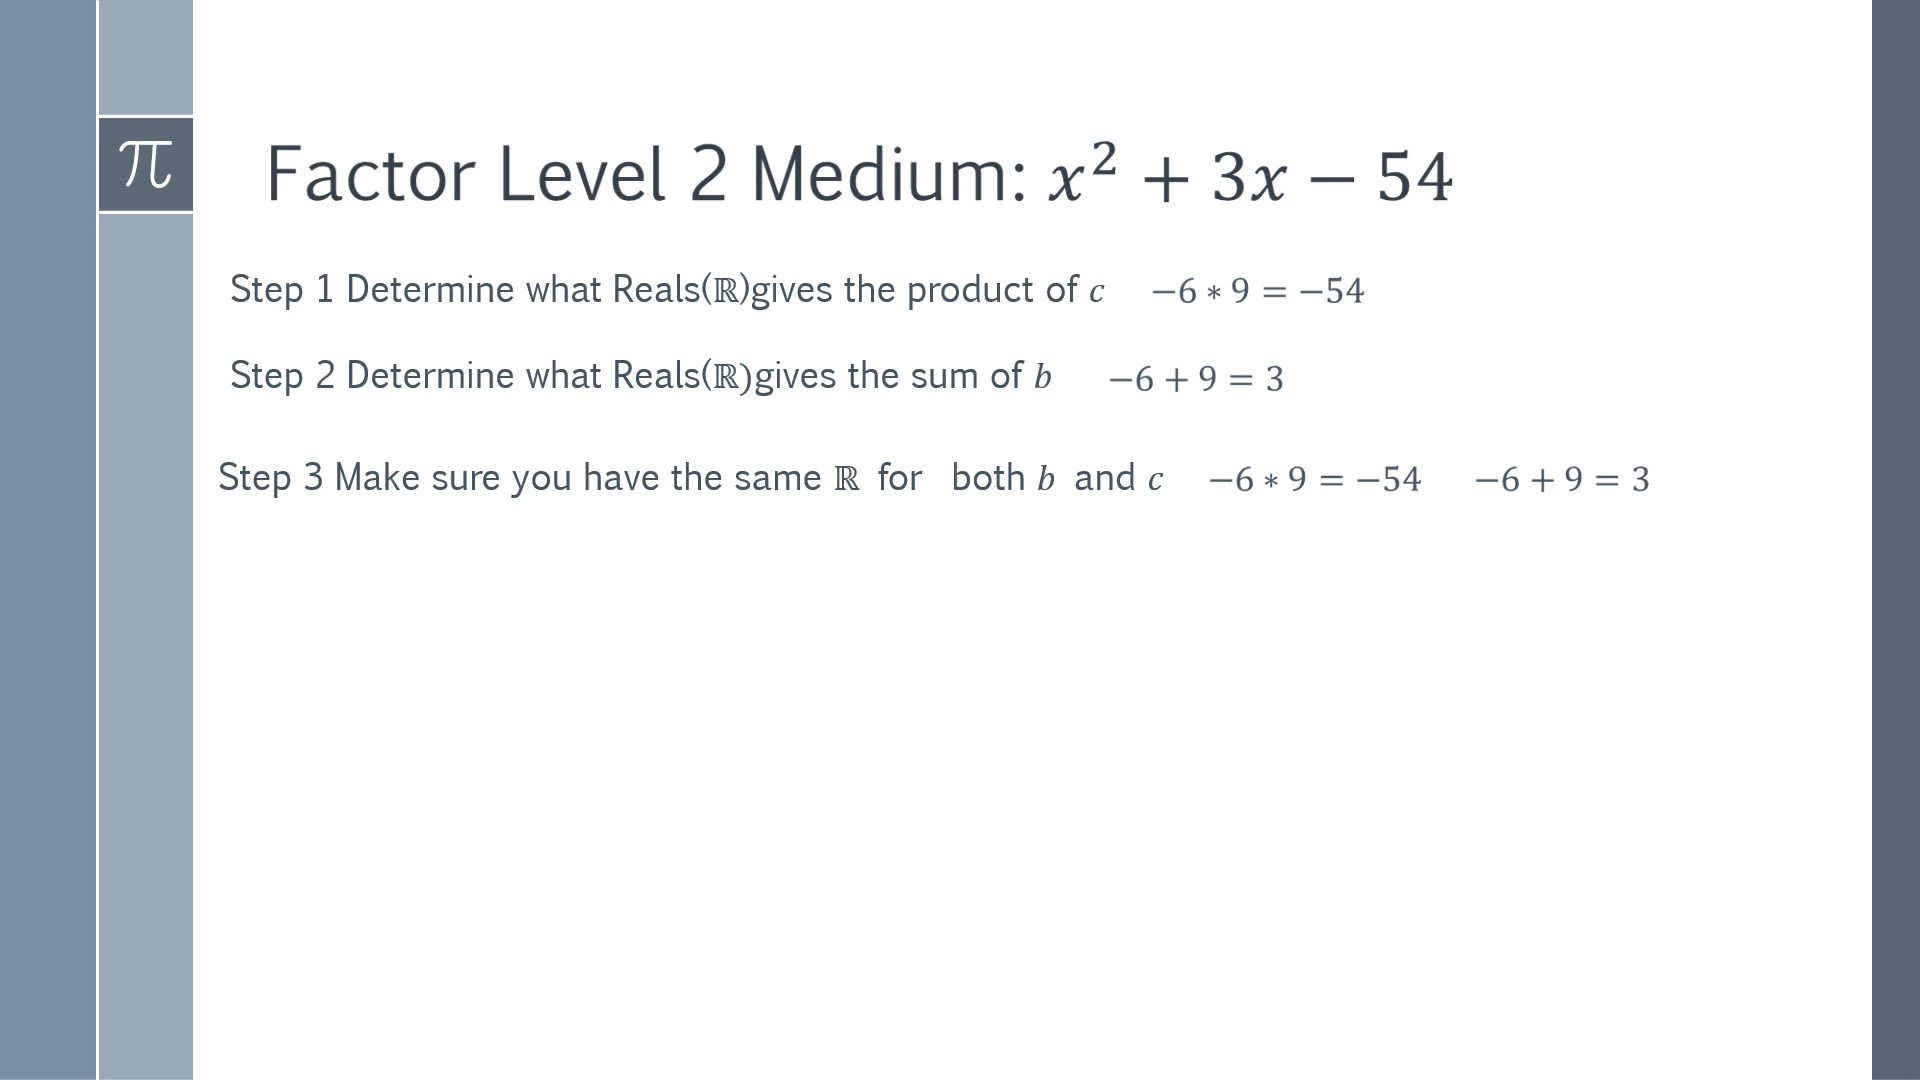 π
Factor Level 2 Medium: x² + 3x − 54
Step 1 Determine what Reals(ℝ)gives the product of c −6 ∗ 9 = −54
Step 2 Determine what Reals(ℝ)gives the sum of b −6 + 9 = 3
Step 3 Make sure you have the same ℝ for both b and c −6 ∗ 9 = −54 −6 + 9 = 3